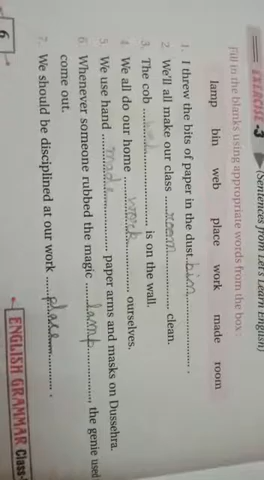 EXERCISE -3 (Sentences from Let's Learn English)
Fill in the blanks using appropriate words from the box:
lamp bin web place work made room
1. I threw the bits of paper in the dust bin .
2. We'll all make our class room clean.
3. The cob web is on the wall.
4. We all do our home work ourselves.
5. We use hand made paper arms and masks on Dussehra.
6. Whenever someone rubbed the magic lamp, the genie used
come out.
7. We should be disciplined at our work place .
6
ENGLISH GRAMMAR Class-